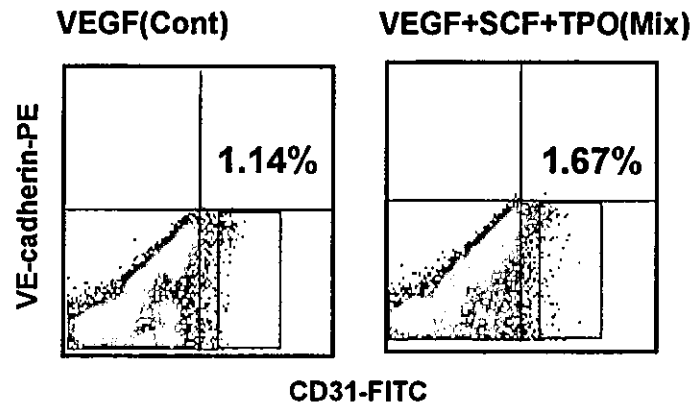 VEGF(Cont)
VEGF+SCF+TPO(Mix)
VE-cadherin-PE
1.14%
1.67%
CD31-FITC